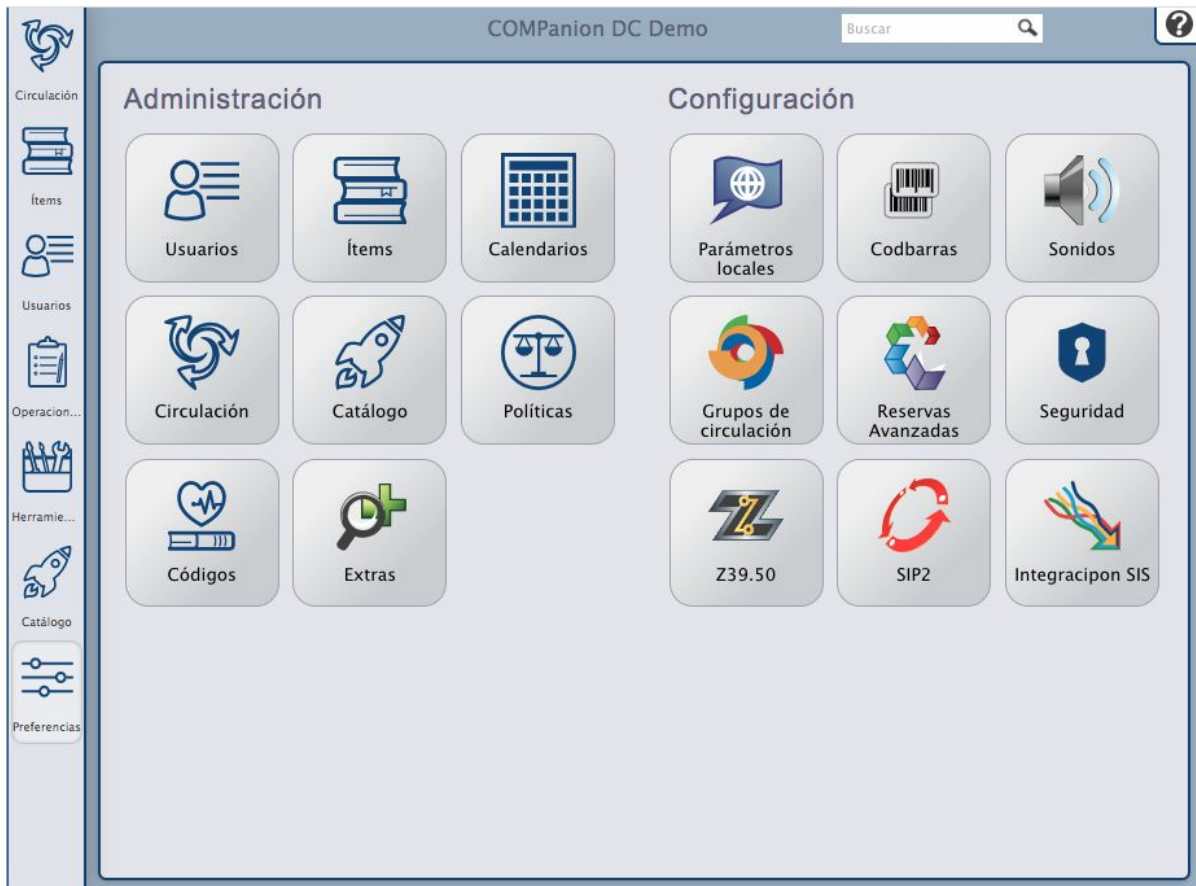 COMPanion DC Demo
Buscar
Circulación
Ítems
Usuarios
Operacion...
Herramie...
Catálogo
Preferencias
Administración
Usuarios
Ítems
Calendarios
Circulación
Catálogo
Políticas
Códigos
Extras
Configuración
Parámetros
locales
Codbarras
Sonidos
Grupos de
circulación
Reservas
Avanzadas
Seguridad
Z39.50
SIP2
Integracipon SIS